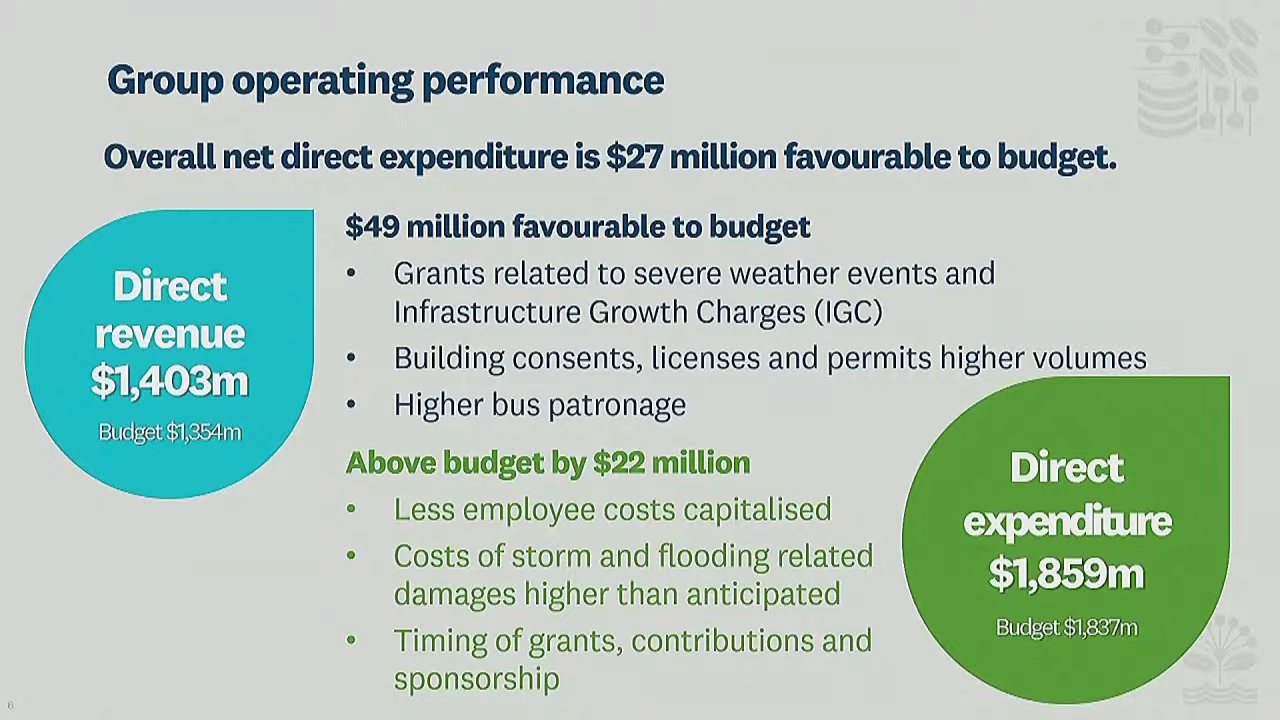 Group operating performance
Overall net direct expenditure is $27 million favourable to budget.
Direct
revenue
$1,403m
Budget $1,354m
$49 million favourable to budget
• Grants related to severe weather events and
Infrastructure Growth Charges (IGC)
• Building consents, licenses and permits higher volumes
• Higher bus patronage
Above budget by $22 million
• Less employee costs capitalised
• Costs of storm and flooding related
damages higher than anticipated
• Timing of grants, contributions and
sponsorship
Direct
expenditure
$1,859m
Budget $1,837m
6